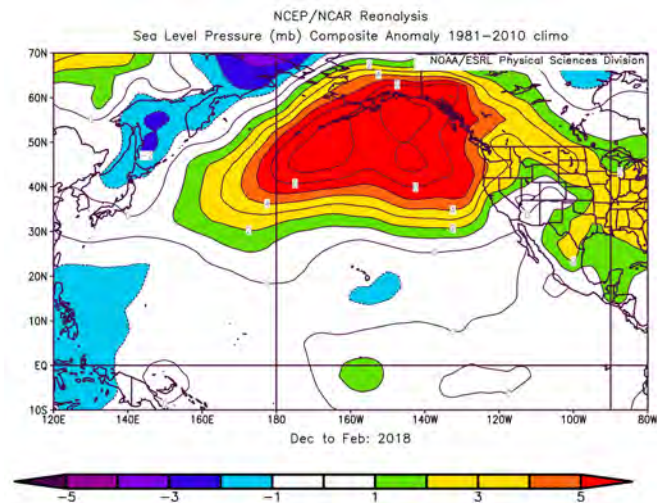 NCEP/NCAR Reanalysis
Sea Level Pressure (mb) Composite Anomaly 1981-2010 climo
NOAA/ESRL Physical Sciences Division
70N
60N
50N
40N
30N
20N
10N
EQ
10S
120E 140E 160E 180 160W 140W 120W 100W 80W
Dec to Feb: 2018
-5 -3 -1 1 3 5